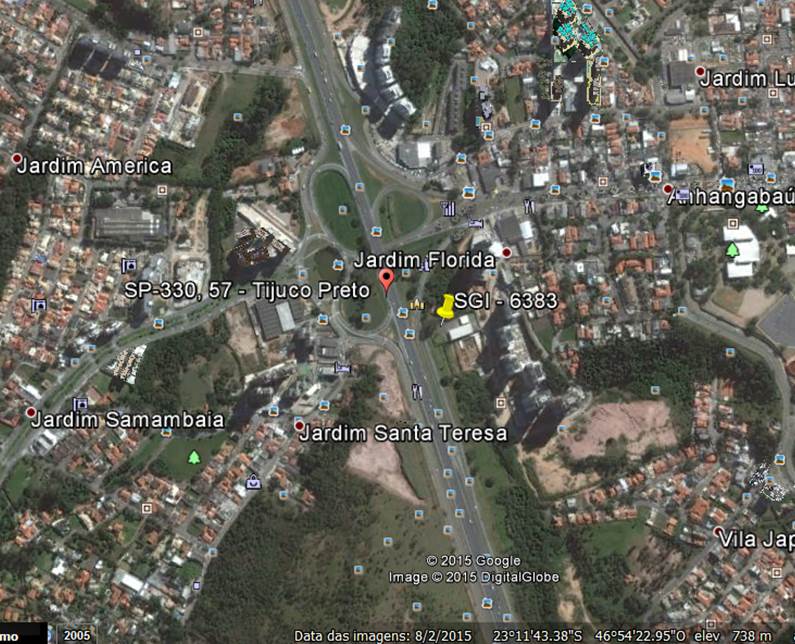 Jardim Lu
Jardim America
Anhangabaú
Jardim Florida
SP-330, 57 - Tijuco Preto
SGI - 6383
Jardim Samambaia
Jardim Santa Teresa
Vila Jap
© 2015 Google
Image © 2015 DigitalGlobe
mo
2005
Data das imagens: 8/2/2015 23°11'43.38"S 46°54'22.95"O elev 738 m